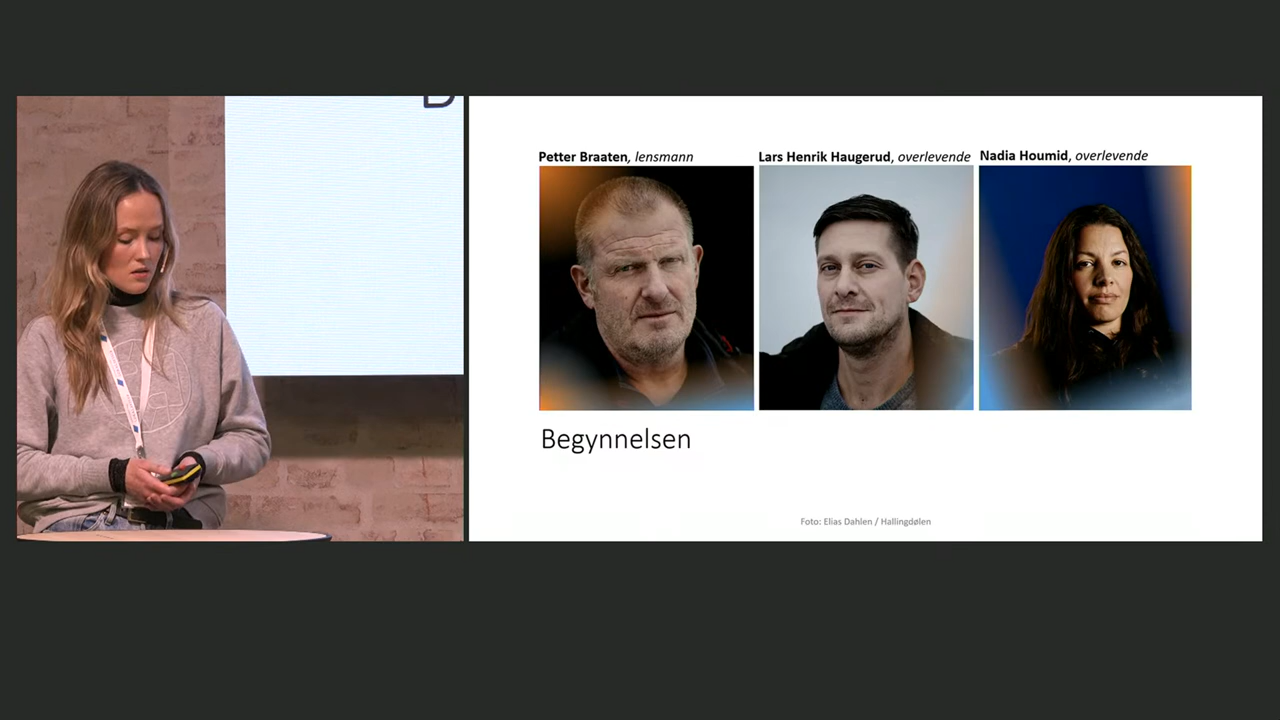 Petter Braaten, lensmann
Lars Henrik Haugerud, overlevende
Nadia Houmid, overlevende
Begynnelsen
Foto: Elias Dahlen / Hallingdølen